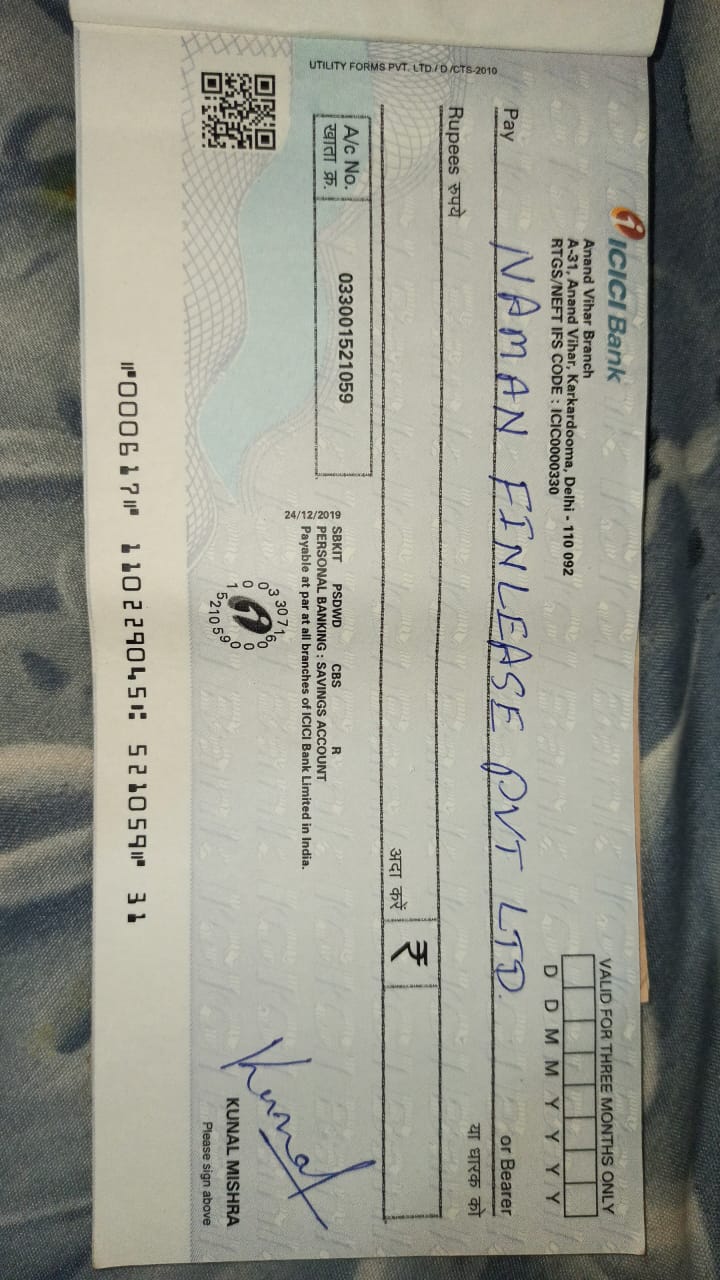 UTILITY FORMS PVT. LTD./ D /CTS-2010
ICICI Bank
Anand Vihar Branch
A-31, Anand Vihar, Karkardooma, Delhi - 110 092
RTGS/NEFT IFS CODE : ICIC0000330
VALID FOR THREE MONTHS ONLY
D D M M Y Y Y Y
Pay NAMAN FINLEASE PVT LTD. or Bearer
या धारक को
Rupees रुपये
अदा करें ₹
A/c No.
खाता क्र.
033001521059
24/12/2019
SBKIT PSDWD CBS R
PERSONAL BANKING : SAVINGS ACCOUNT
Payable at par at all branches of ICICI Bank Limited in India.
Kunal
KUNAL MISHRA
Please sign above
⑈000617⑈ 110229045⑆ 521059⑈ 31